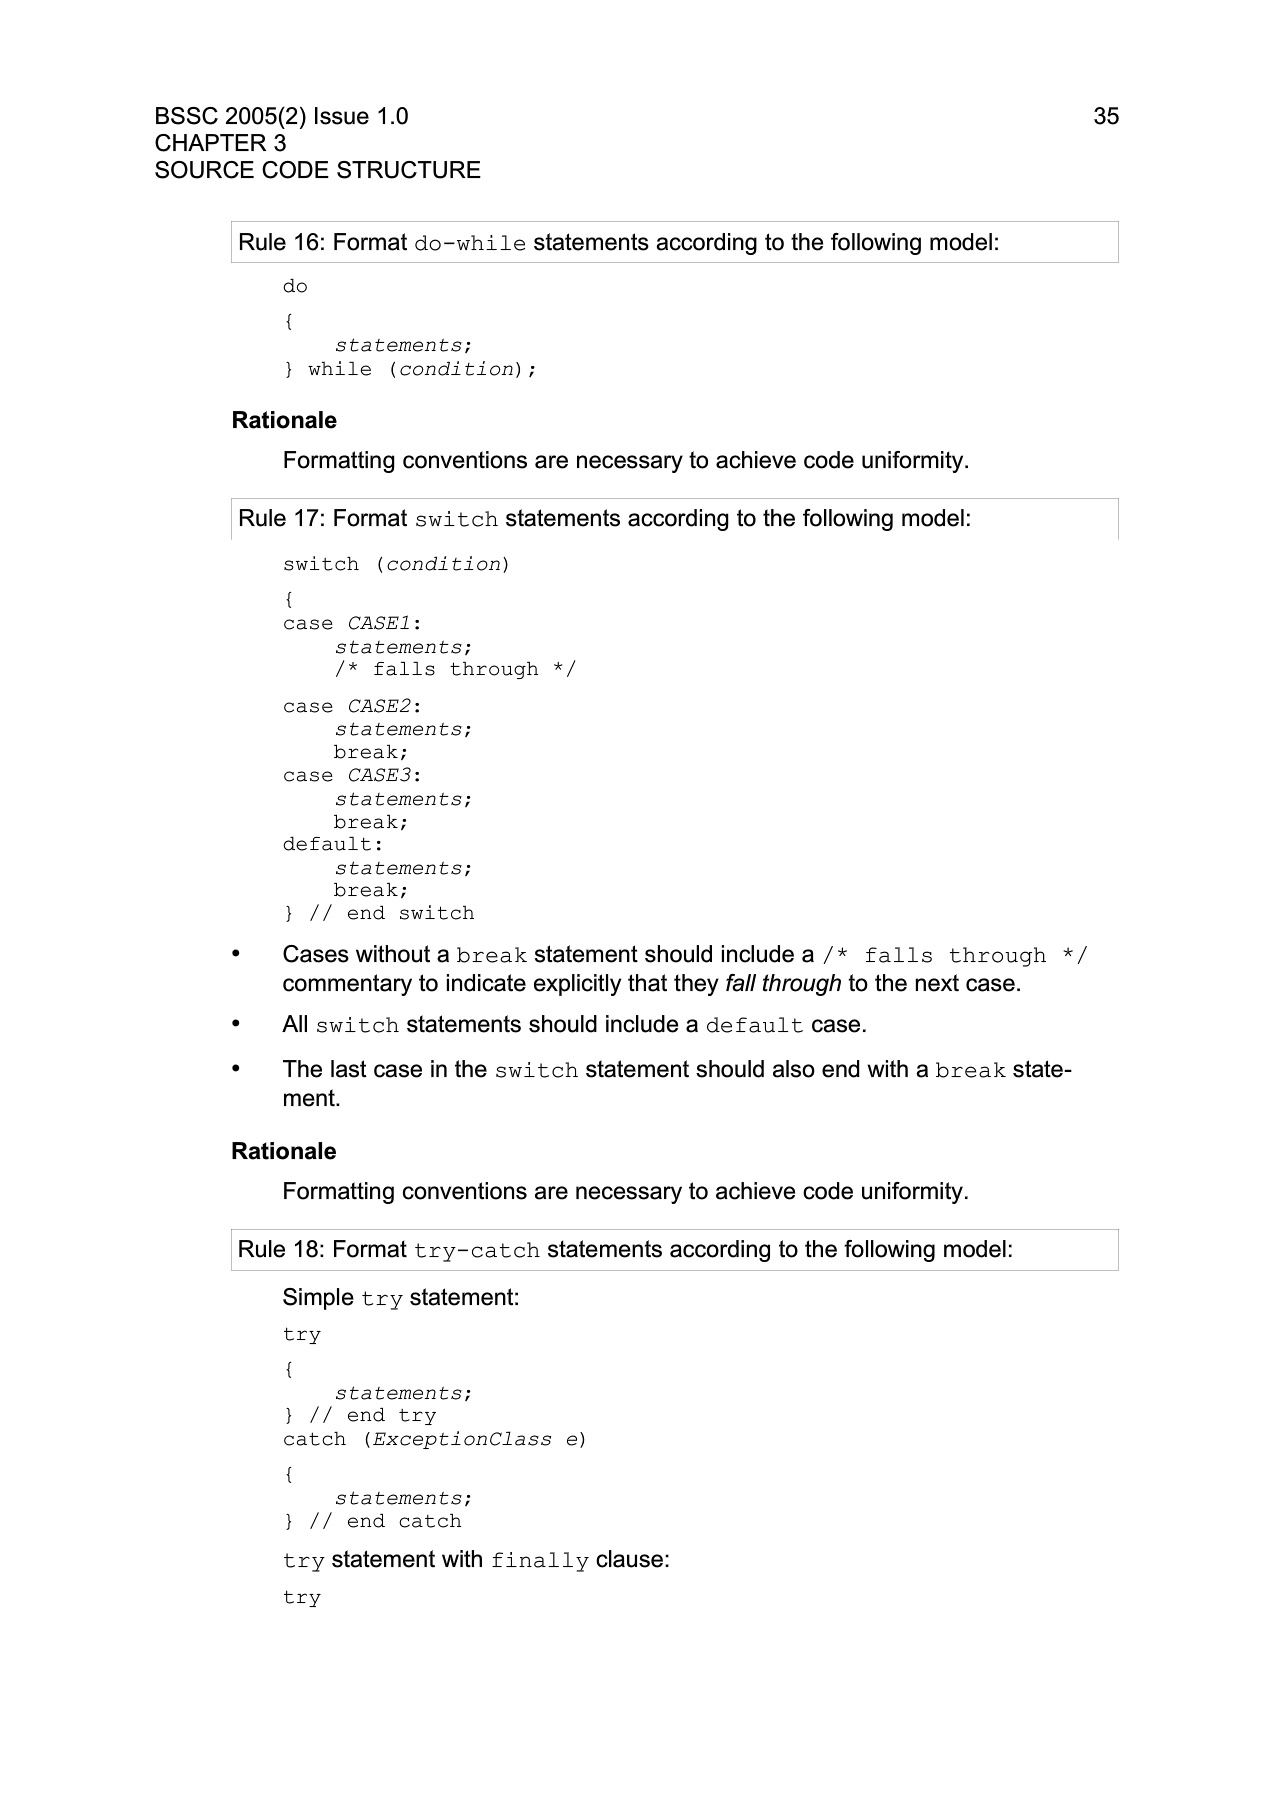 BSSC 2005(2) Issue 1.0 35
CHAPTER 3
SOURCE CODE STRUCTURE
Rule 16: Format do-while statements according to the following model:
do
{
    statements;
} while (condition);
Rationale
Formatting conventions are necessary to achieve code uniformity.
Rule 17: Format switch statements according to the following model:
switch (condition)
{
case CASE1:
    statements;
    /* falls through */
case CASE2:
    statements;
    break;
case CASE3:
    statements;
    break;
default:
    statements;
    break;
} // end switch
• Cases without a break statement should include a /* falls through */
commentary to indicate explicitly that they fall through to the next case.
• All switch statements should include a default case.
• The last case in the switch statement should also end with a break state-
ment.
Rationale
Formatting conventions are necessary to achieve code uniformity.
Rule 18: Format try-catch statements according to the following model:
Simple try statement:
try
{
    statements;
} // end try
catch (ExceptionClass e)
{
    statements;
} // end catch
try statement with finally clause:
try